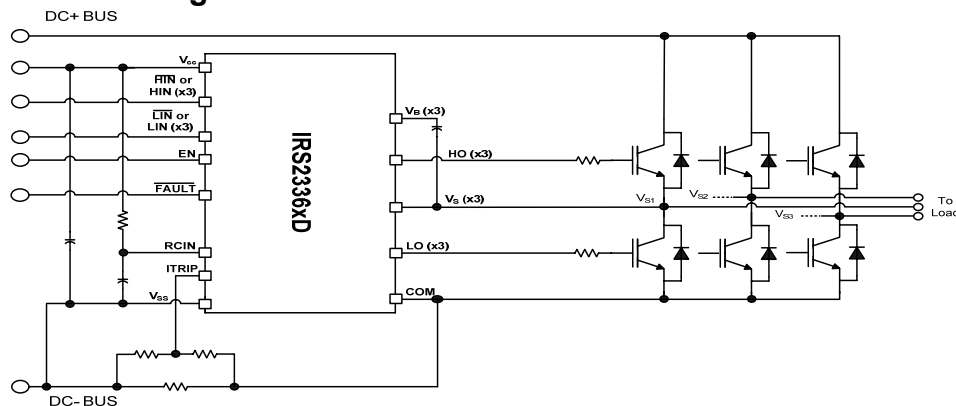 DC+ BUS
Vcc
HIN or
HIN (x3)
LIN or
LIN (x3)
EN
FAULT
RCIN
ITRIP
VSS
IRS2336xD
VB (x3)
HO (x3)
VS (x3)
LO (x3)
COM
VS1
VS2
VS3
To
Load
DC- BUS